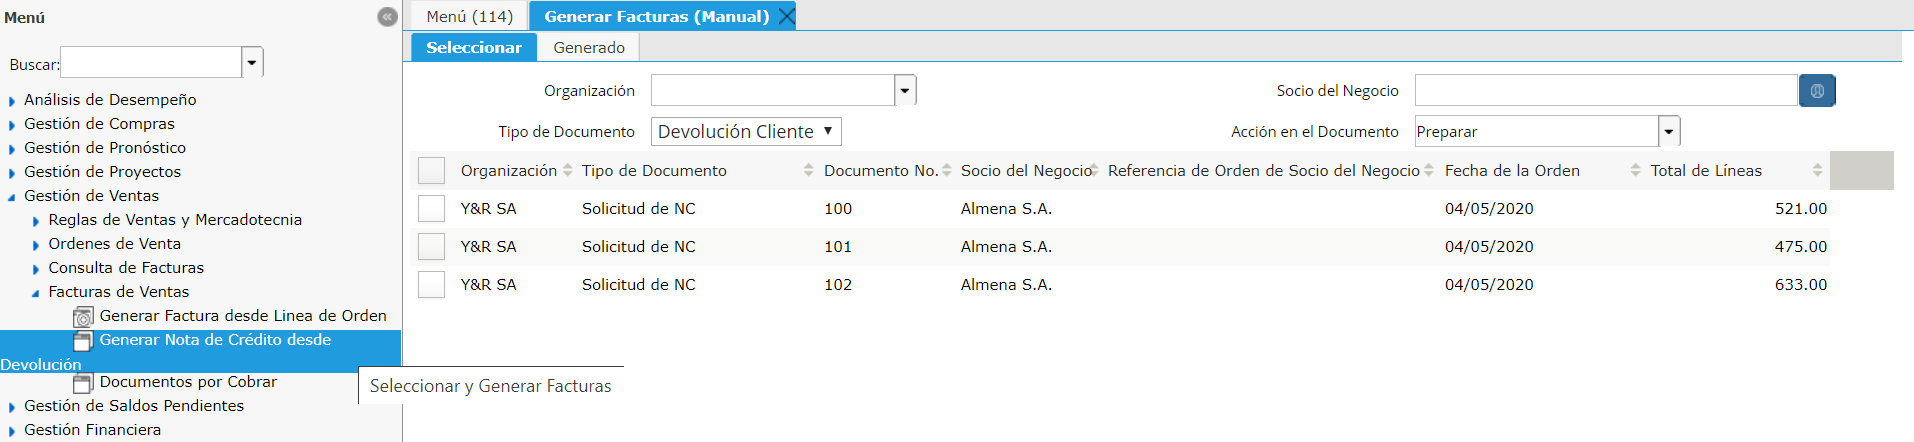 Menú
Buscar:
Análisis de Desempeño
Gestión de Compras
Gestión de Pronóstico
Gestión de Proyectos
Gestión de Ventas
Reglas de Ventas y Mercadotecnia
Ordenes de Venta
Consulta de Facturas
Facturas de Ventas
Generar Factura desde Linea de Orden
Generar Nota de Crédito desde
Devolución
Documentos por Cobrar
Gestión de Saldos Pendientes
Gestión Financiera
Seleccionar y Generar Facturas
Menú (114) Generar Facturas (Manual)
Seleccionar Generado
Organización Socio del Negocio
Tipo de Documento Devolución Cliente Acción en el Documento Preparar
Organización Tipo de Documento Documento No. Socio del Negocio Referencia de Orden de Socio del Negocio Fecha de la Orden Total de Líneas
Y&R SA Solicitud de NC 100 Almena S.A. 04/05/2020 521.00
Y&R SA Solicitud de NC 101 Almena S.A. 04/05/2020 475.00
Y&R SA Solicitud de NC 102 Almena S.A. 04/05/2020 633.00